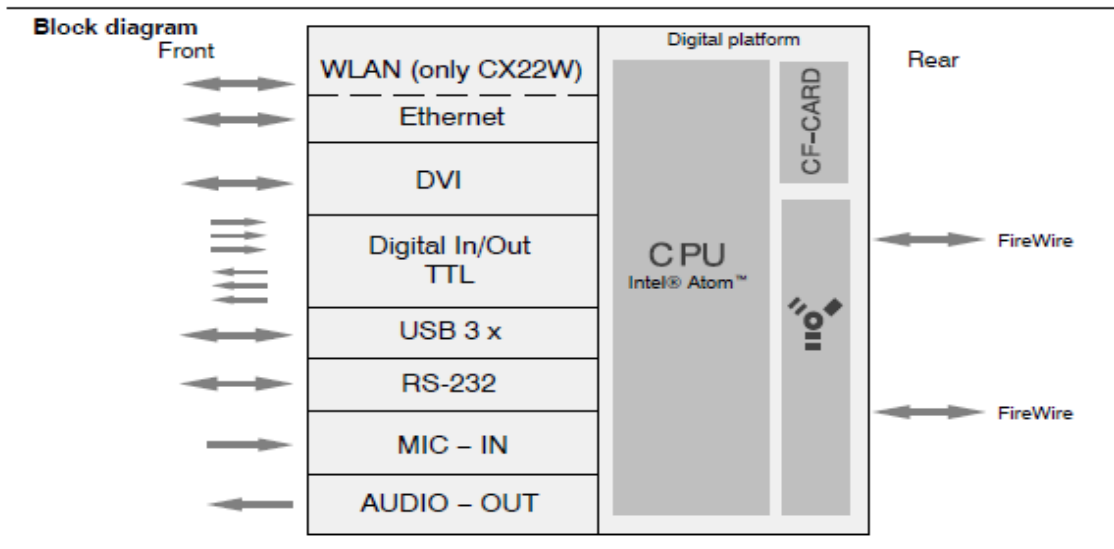 Block diagram
Front
Digital platform
Rear
WLAN (only CX22W)
Ethernet
DVI
Digital In/Out
TTL
USB 3 x
RS-232
MIC – IN
AUDIO – OUT
CPU
Intel® Atom™
CF-CARD
FireWire
FireWire